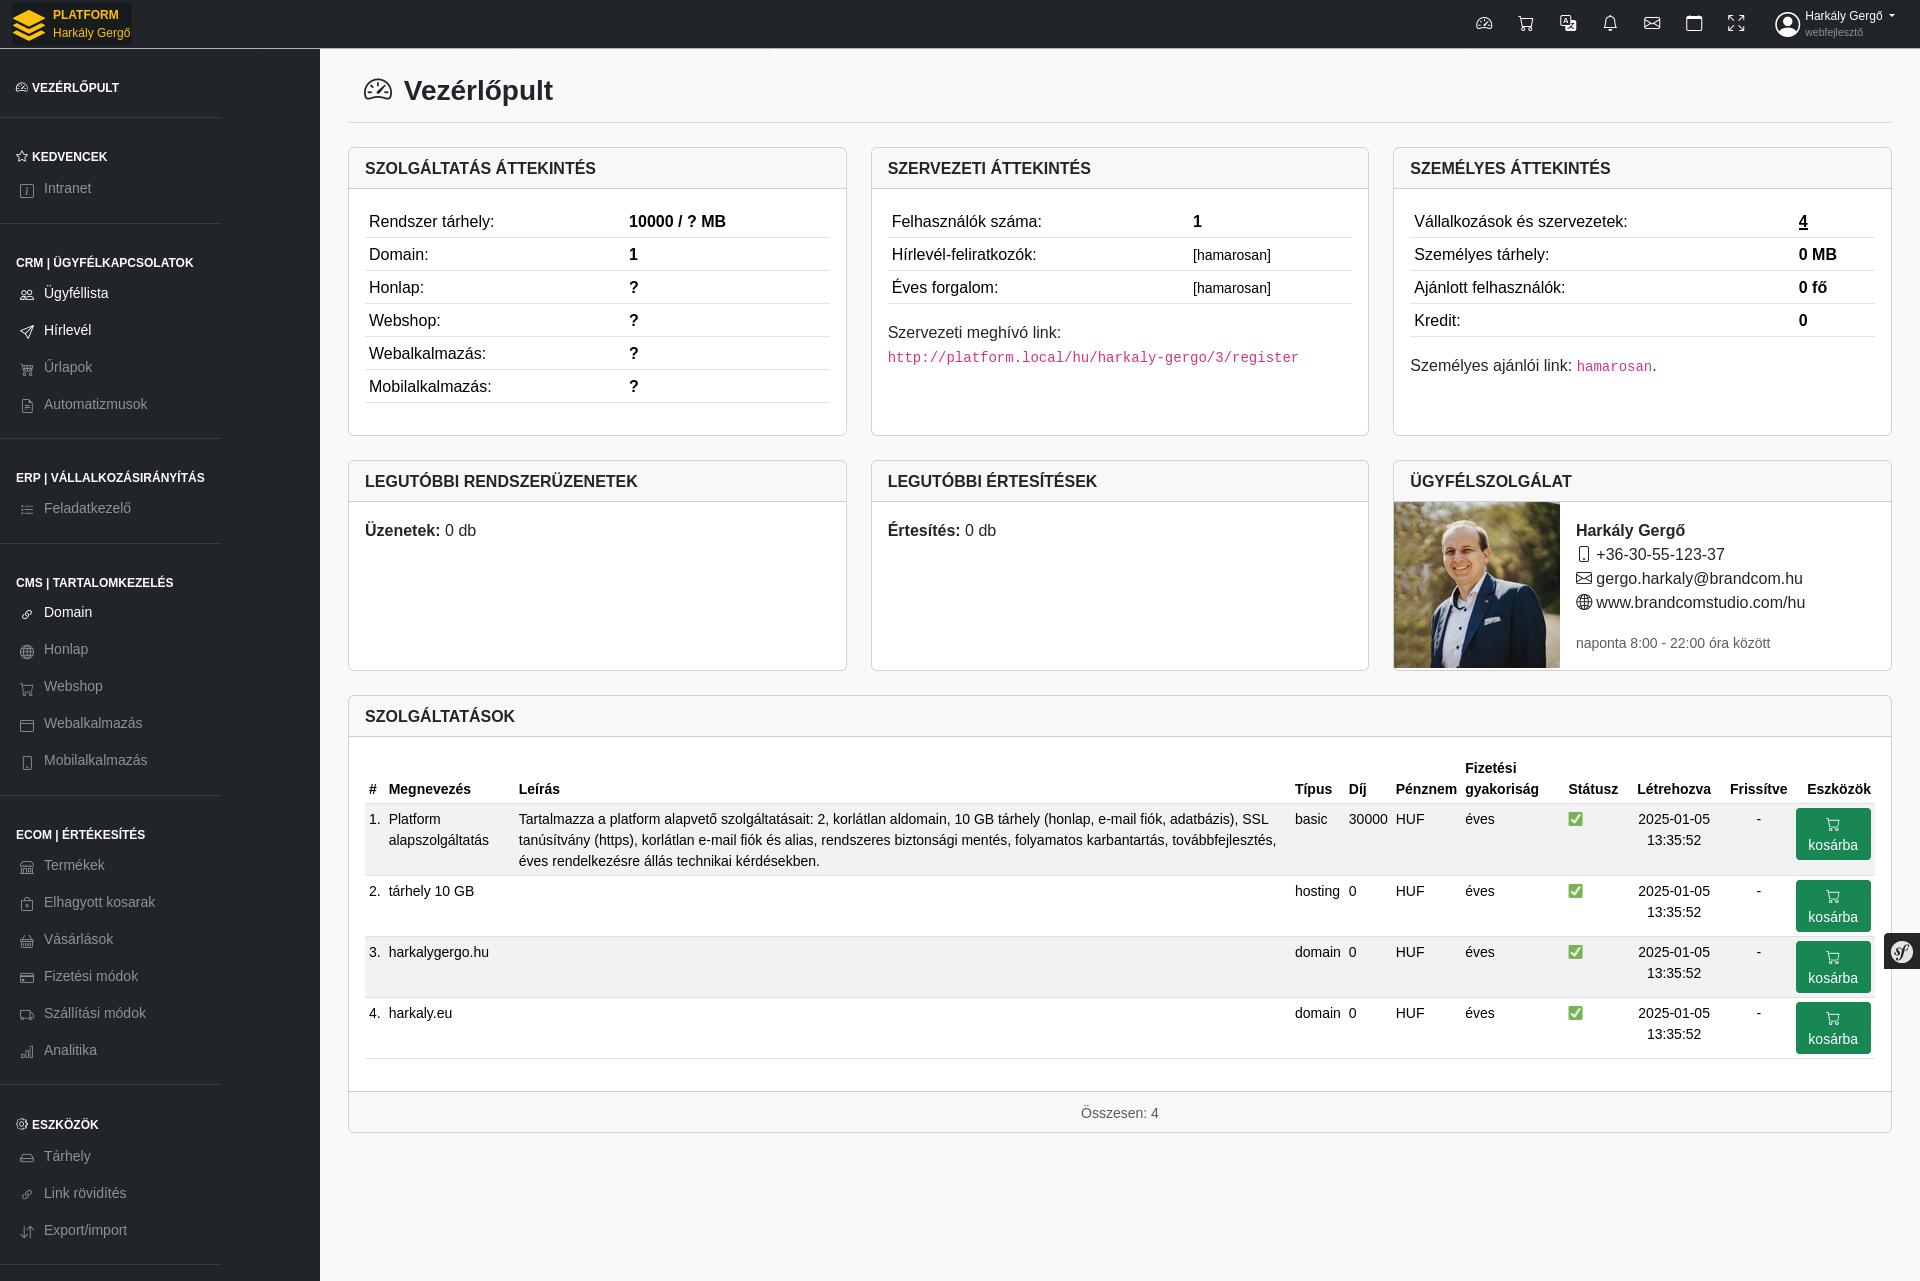 PLATFORM
Harkály Gergő
Harkály Gergő
webfejlesztő
VEZÉRLŐPULT
KEDVENCEK
Intranet
CRM | ÜGYFÉLKAPCSOLATOK
Ügyféllista
Hírlevél
Űrlapok
Automatizmusok
ERP | VÁLLALKOZÁSIRÁNYÍTÁS
Feladatkezelő
CMS | TARTALOMKEZELÉS
Domain
Honlap
Webshop
Webalkalmazás
Mobilalkalmazás
ECOM | ÉRTÉKESÍTÉS
Termékek
Elhagyott kosarak
Vásárlások
Fizetési módok
Szállítási módok
Analitika
ESZKÖZÖK
Tárhely
Link rövidítés
Export/import
Vezérlőpult
SZOLGÁLTATÁS ÁTTEKINTÉS
Rendszer tárhely: 10000 / ? MB
Domain: 1
Honlap: ?
Webshop: ?
Webalkalmazás: ?
Mobilalkalmazás: ?
SZERVEZETI ÁTTEKINTÉS
Felhasználók száma: 1
Hírlevél-feliratkozók: [hamarosan]
Éves forgalom: [hamarosan]
Szervezeti meghívó link:
http://platform.local/hu/harkaly-gergo/3/register
SZEMÉLYES ÁTTEKINTÉS
Vállalkozások és szervezetek: 4
Személyes tárhely: 0 MB
Ajánlott felhasználók: 0 fő
Kredit: 0
Személyes ajánlói link: hamarosan.
LEGUTÓBBI RENDSZERÜZENETEK
Üzenetek: 0 db
LEGUTÓBBI ÉRTESÍTÉSEK
Értesítés: 0 db
ÜGYFÉLSZOLGÁLAT
Harkály Gergő
+36-30-55-123-37
gergo.harkaly@brandcom.hu
www.brandcomstudio.com/hu
naponta 8:00 - 22:00 óra között
SZOLGÁLTATÁSOK
# Megnevezés Leírás Típus Díj Pénznem Fizetési gyakoriság Státusz Létrehozva Frissítve Eszközök
1. Platform alapszolgáltatás
Tartalmazza a platform alapvető szolgáltatásait: 2, korlátlan aldomain, 10 GB tárhely (honlap, e-mail fiók, adatbázis), SSL
tanúsítvány (https), korlátlan e-mail fiók és alias, rendszeres biztonsági mentés, folyamatos karbantartás, továbbfejlesztés,
éves rendelkezésre állás technikai kérdésekben.
basic 30000 HUF éves ✅ 2025-01-05 13:35:52 - kosárba
2. tárhely 10 GB hosting 0 HUF éves ✅ 2025-01-05 13:35:52 - kosárba
3. harkalygergo.hu domain 0 HUF éves ✅ 2025-01-05 13:35:52 - kosárba
4. harkaly.eu domain 0 HUF éves ✅ 2025-01-05 13:35:52 - kosárba
Összesen: 4